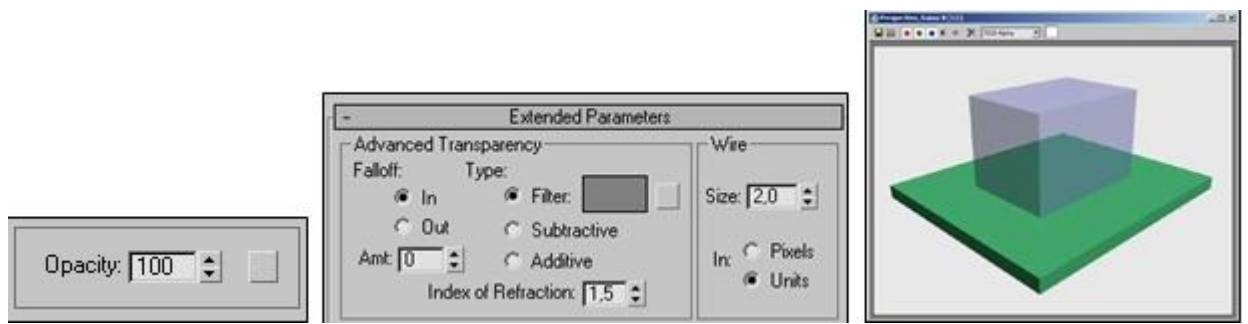 Opacity: 100
- Extended Parameters
Advanced Transparency
Falloff: Type:
In Filter:
Out Subtractive
Amt: 0 Additive
Index of Refraction: 1,5
Wire
Size: 2,0
In: Pixels
Units